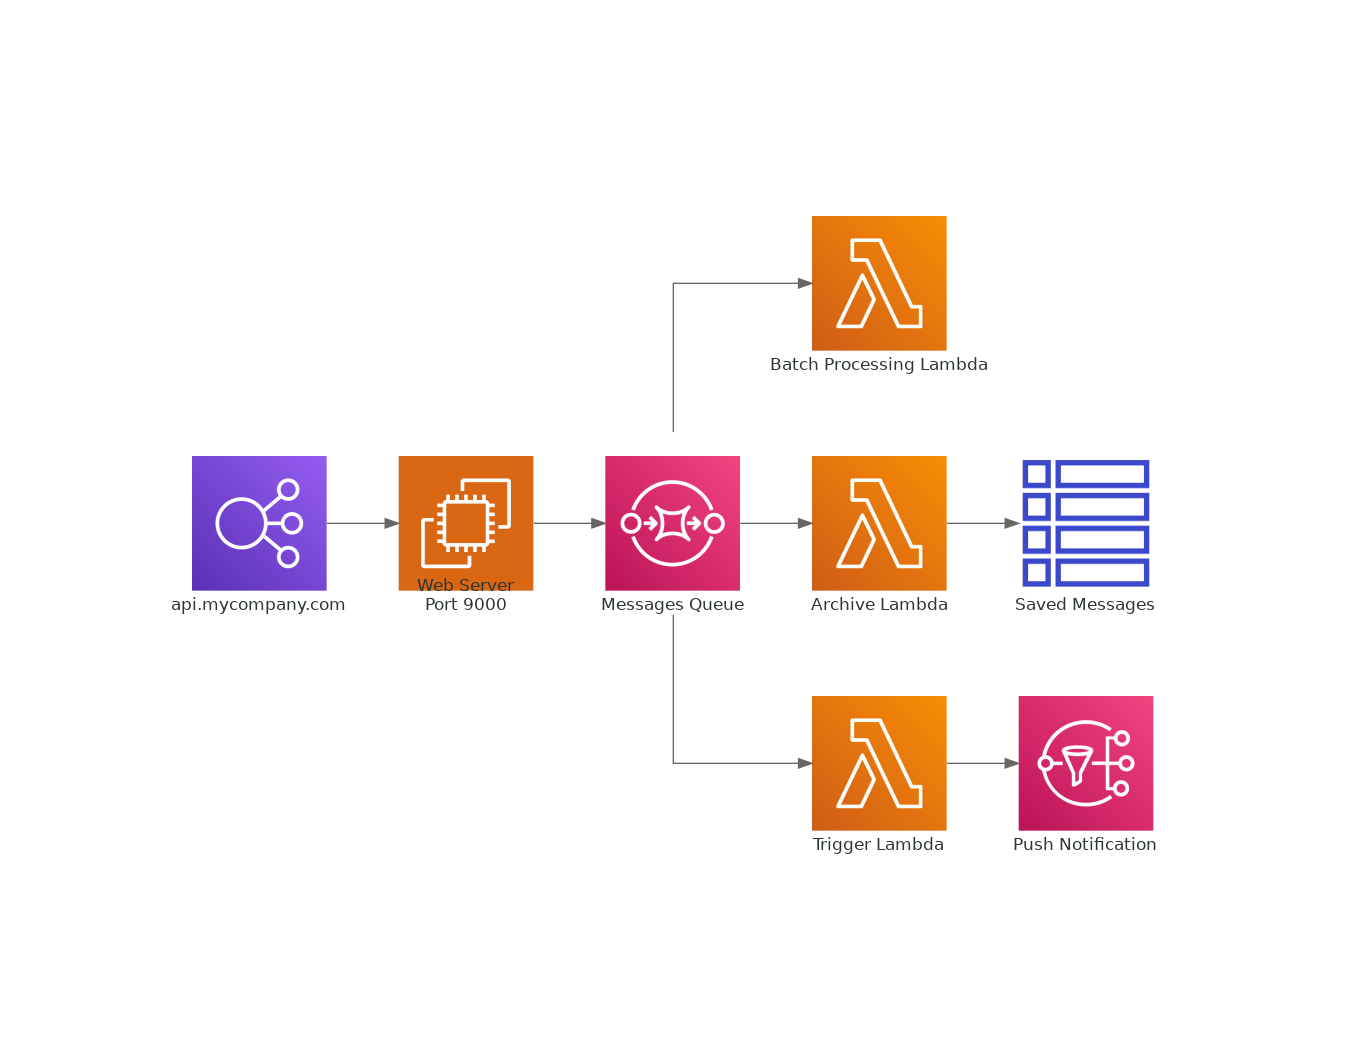 Batch Processing Lambda
api.mycompany.com
Web Server
Port 9000
Messages Queue
Archive Lambda
Saved Messages
Trigger Lambda
Push Notification